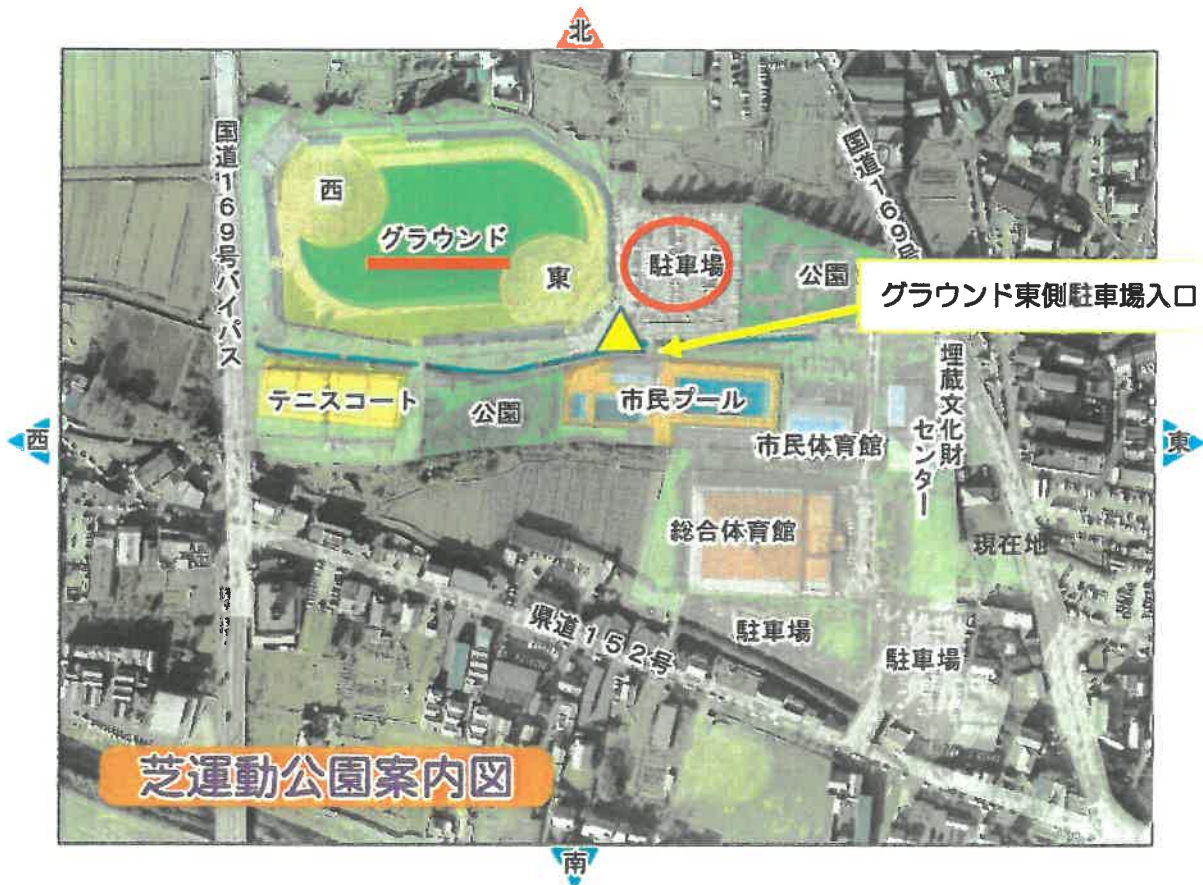 北
国道169号バイパス
国道169号
西
グラウンド
東
駐車場
公園
グラウンド東側駐車場入口
テニスコート
公園
市民プール
埋蔵文化財
センター
市民体育館
西
東
総合体育館
現在地
県道152号
駐車場
駐車場
芝運動公園案内図
南